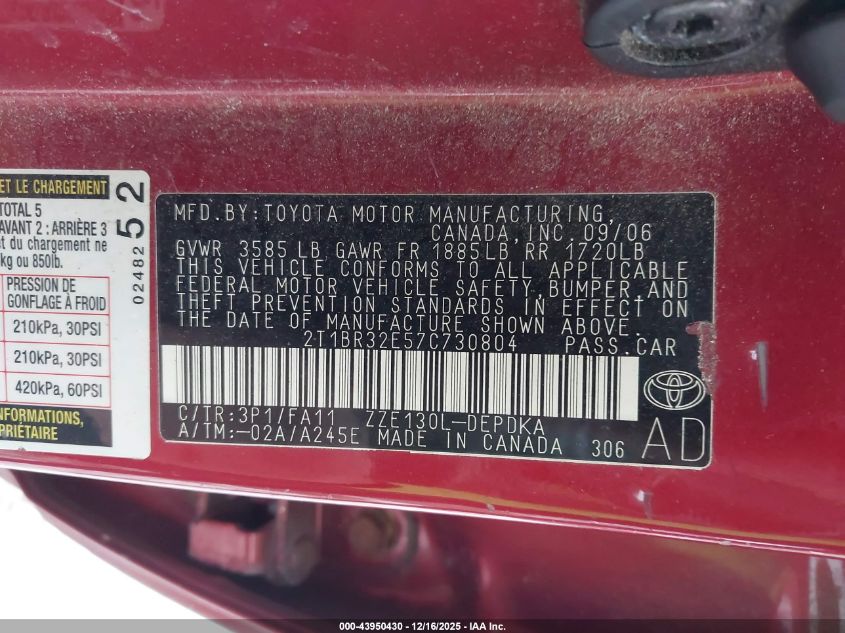 ET LE CHARGEMENT
TOTAL 5
AVANT 2 : ARRIÈRE 3
et du chargement ne
kg ou 850lb.
PRESSION DE
GONFLAGE À FROID
210kPa, 30PSI
210kPa, 30PSI
420kPa, 60PSI
INFORMATIONS,
PRIÉTAIRE
02482
52
MFD.BY:TOYOTA MOTOR MANUFACTURING,
CANADA,INC.09/06
GVWR 3585 LB GAWR FR 1885LB RR 1720LB
THIS VEHICLE CONFORMS TO ALL APPLICABLE
FEDERAL MOTOR VEHICLE SAFETY,BUMPER,AND
THEFT PREVENTION STANDARDS IN EFFECT ON
THE DATE OF MANUFACTURE SHOWN ABOVE.
2T1BR32E57C730804 PASS.CAR
C/TR:3P1/FA11 ZZE130L-DEPDKA
A/TM:-02A/A245E MADE IN CANADA 306
AD
000-43950430 - 12/16/2025 - IAA Inc.